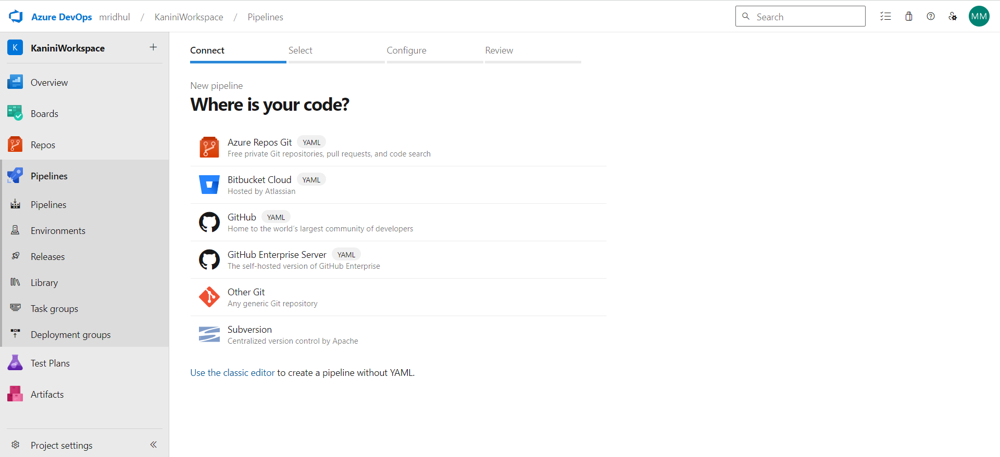 Azure DevOps mridhul / KaniniWorkspace / Pipelines
Search
MM
K KaniniWorkspace +
Overview
Boards
Repos
Pipelines
Pipelines
Environments
Releases
Library
Task groups
Deployment groups
Test Plans
Artifacts
Project settings
Connect Select Configure Review
New pipeline
Where is your code?
Azure Repos Git YAML
Free private Git repositories, pull requests, and code search
Bitbucket Cloud YAML
Hosted by Atlassian
GitHub YAML
Home to the world's largest community of developers
GitHub Enterprise Server YAML
The self-hosted version of GitHub Enterprise
Other Git
Any generic Git repository
Subversion
Centralized version control by Apache
Use the classic editor to create a pipeline without YAML.